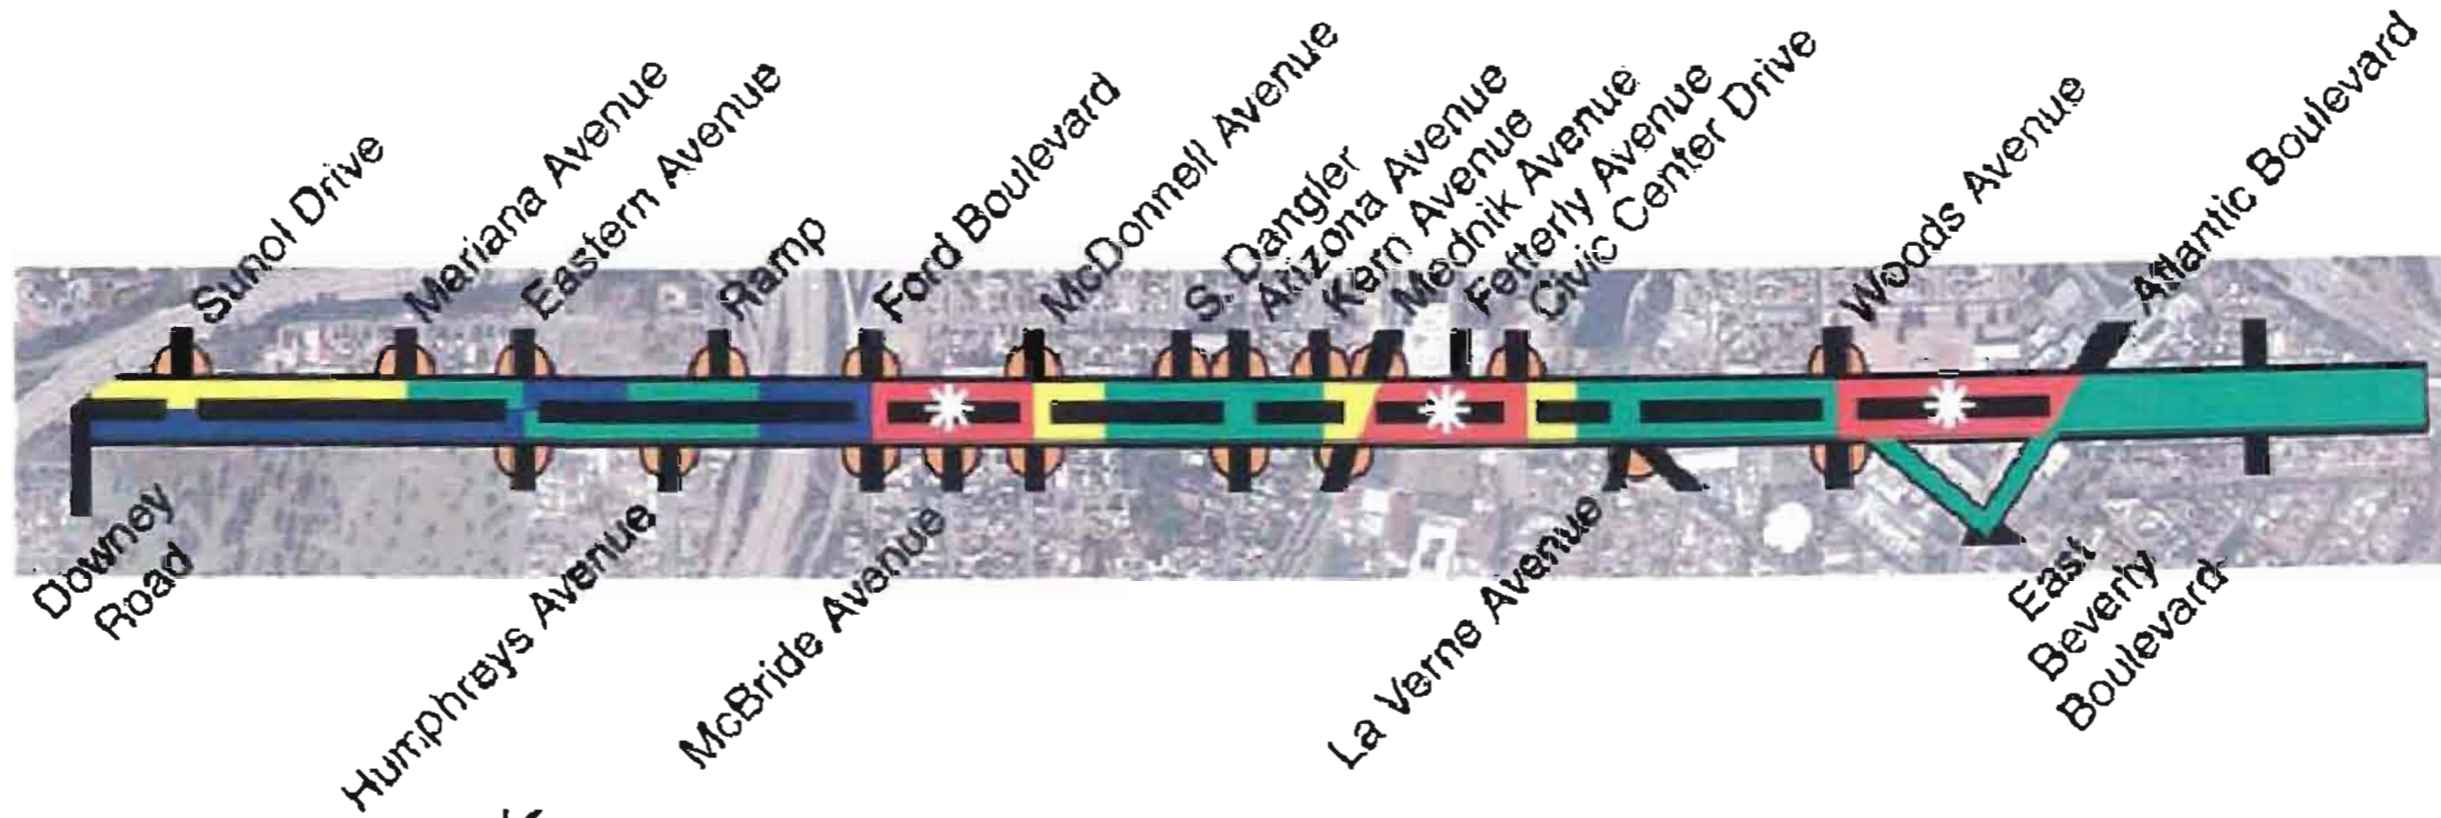 Sunol Drive
Mariana Avenue
Eastern Avenue
Ramp
Ford Boulevard
McDonnell Avenue
S. Dangler
Arizona Avenue
Kern Avenue
Mednik Avenue
Fetterly Avenue
Civic Center Drive
Woods Avenue
Atlantic Boulevard
Downey
Road
Humphreys Avenue
McBride Avenue
La Verne Avenue
East
Beverly
Boulevard